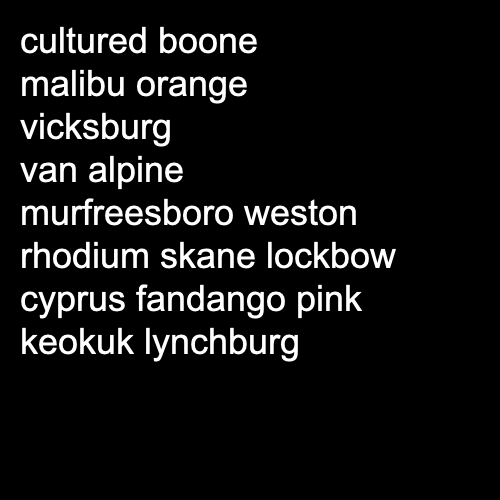 cultured boone
malibu orange
vicksburg
van alpine
murfreesboro weston
rhodium skane lockbow
cyprus fandango pink
keokuk lynchburg